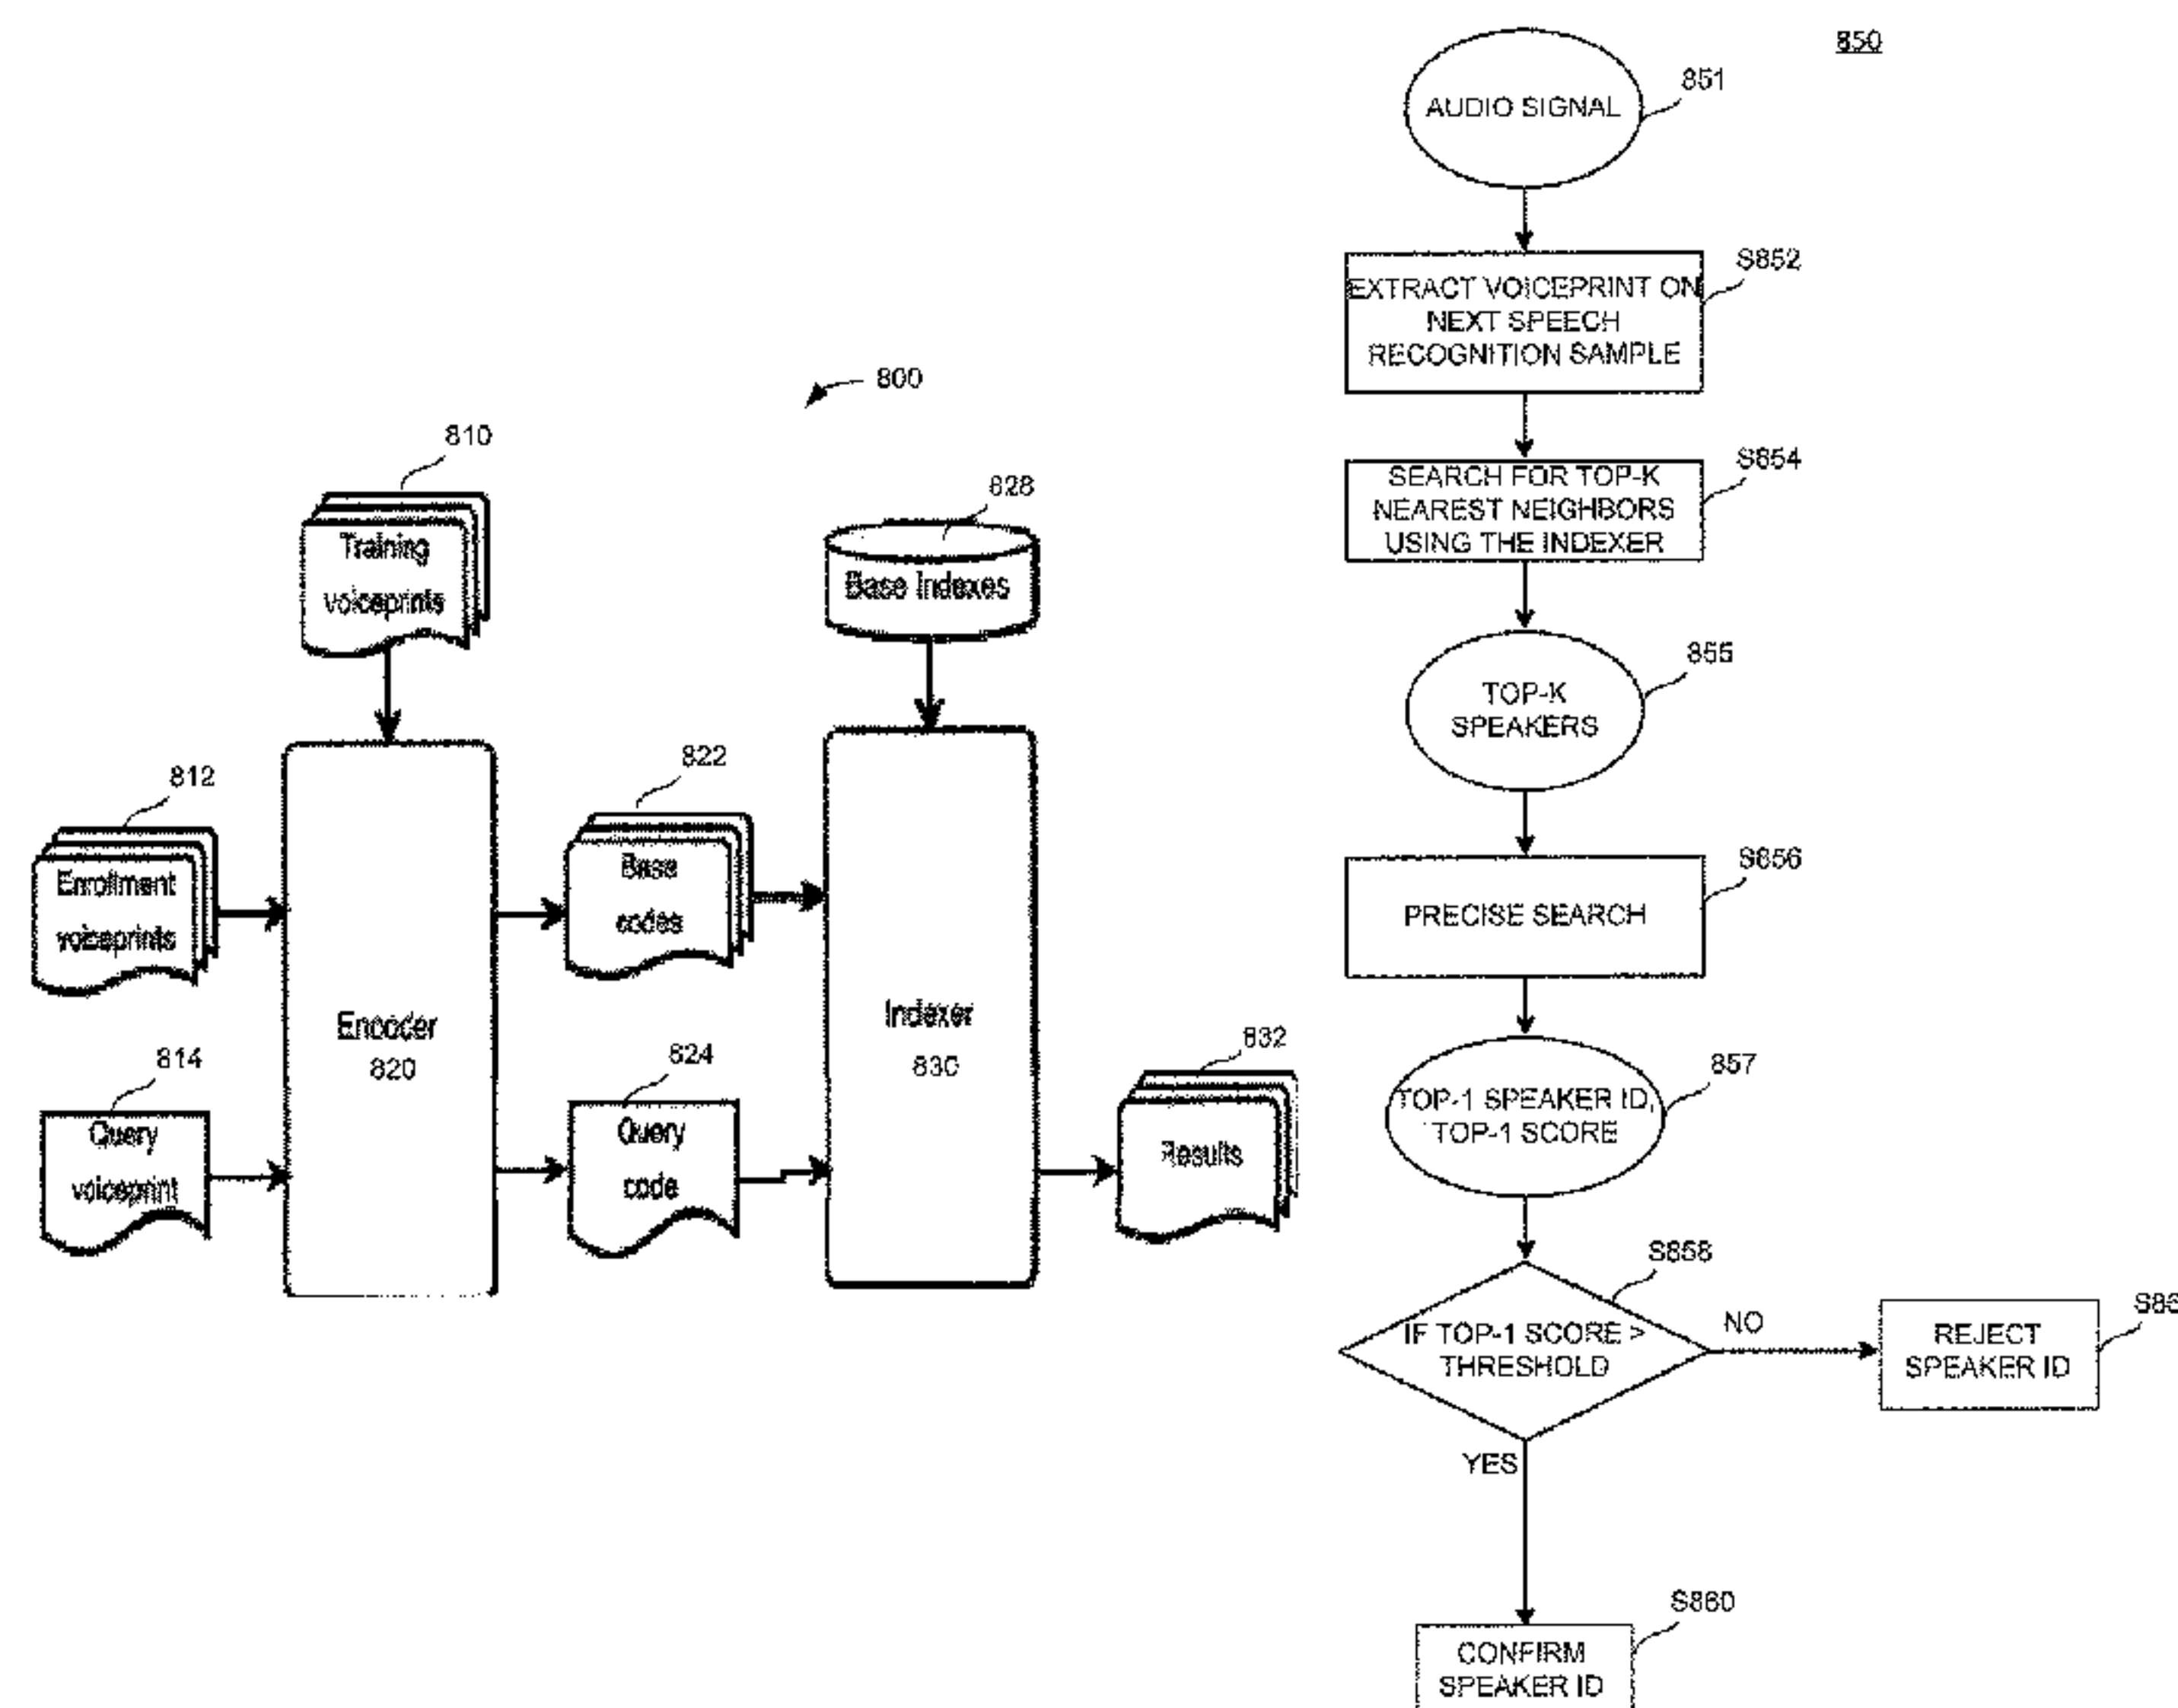 800
810
Training
voiceprints
828
Base Indexes
812
Enrollment
voiceprints
814
Query
voiceprint
Encoder
820
822
Base
codes
824
Query
code
Indexer
830
832
Results
850
851
AUDIO SIGNAL
S852
EXTRACT VOICEPRINT ON
NEXT SPEECH
RECOGNITION SAMPLE
S854
SEARCH FOR TOP-K
NEAREST NEIGHBORS
USING THE INDEXER
855
TOP-K
SPEAKERS
S856
PRECISE SEARCH
857
TOP-1 SPEAKER ID,
TOP-1 SCORE
S858
IF TOP-1 SCORE >
THRESHOLD
NO
REJECT
SPEAKER ID
YES
S860
CONFIRM
SPEAKER ID